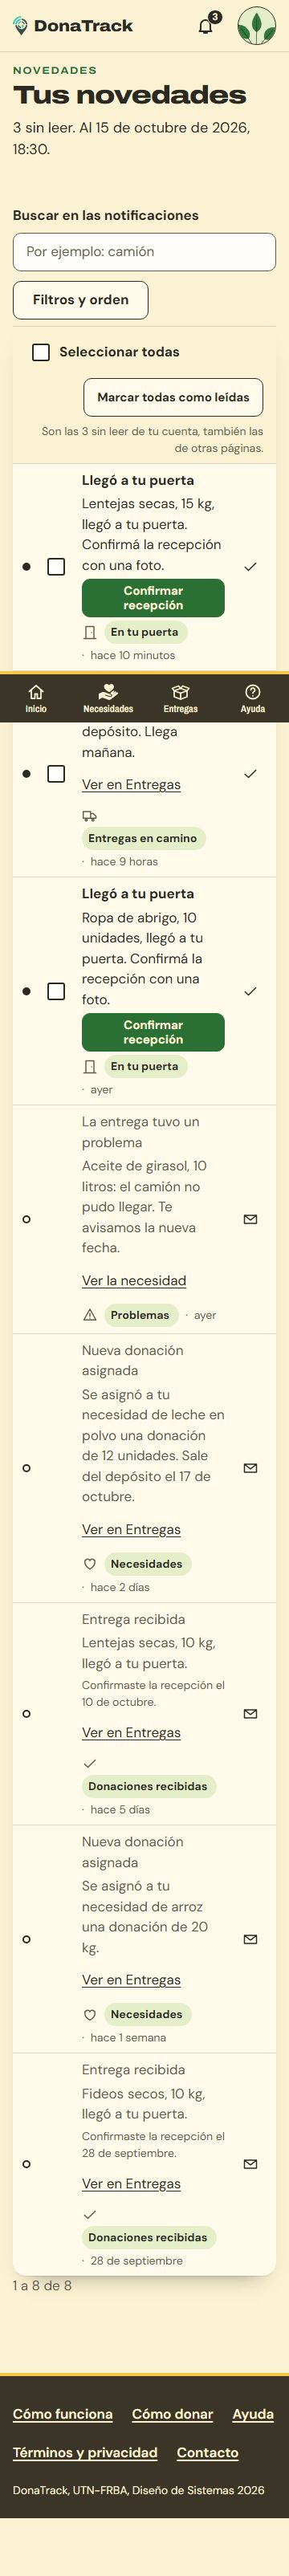 DonaTrack
3
NOVEDADES
Tus novedades
3 sin leer. Al 15 de octubre de 2026,
18:30.
Buscar en las notificaciones
Por ejemplo: camión
Filtros y orden
Seleccionar todas
Marcar todas como leídas
Son las 3 sin leer de tu cuenta, también las
de otras páginas.
Llegó a tu puerta
Lentejas secas, 15 kg,
llegó a tu puerta.
Confirmá la recepción
con una foto.
Confirmar
recepción
En tu puerta
· hace 10 minutos
Inicio
Necesidades
Entregas
Ayuda
depósito. Llega
mañana.
Ver en Entregas
Entregas en camino
· hace 9 horas
Llegó a tu puerta
Ropa de abrigo, 10
unidades, llegó a tu
puerta. Confirmá la
recepción con una
foto.
Confirmar
recepción
En tu puerta
· ayer
La entrega tuvo un
problema
Aceite de girasol, 10
litros: el camión no
pudo llegar. Te
avisamos la nueva
fecha.
Ver la necesidad
Problemas · ayer
Nueva donación
asignada
Se asignó a tu
necesidad de leche en
polvo una donación
de 12 unidades. Sale
del depósito el 17 de
octubre.
Ver en Entregas
Necesidades
· hace 2 días
Entrega recibida
Lentejas secas, 10 kg,
llegó a tu puerta.
Confirmaste la recepción el
10 de octubre.
Ver en Entregas
Donaciones recibidas
· hace 5 días
Nueva donación
asignada
Se asignó a tu
necesidad de arroz
una donación de 20
kg.
Ver en Entregas
Necesidades
· hace 1 semana
Entrega recibida
Fideos secos, 10 kg,
llegó a tu puerta.
Confirmaste la recepción el
28 de septiembre.
Ver en Entregas
Donaciones recibidas
· 28 de septiembre
1 a 8 de 8
Cómo funciona Cómo donar Ayuda
Términos y privacidad Contacto
DonaTrack, UTN-FRBA, Diseño de Sistemas 2026